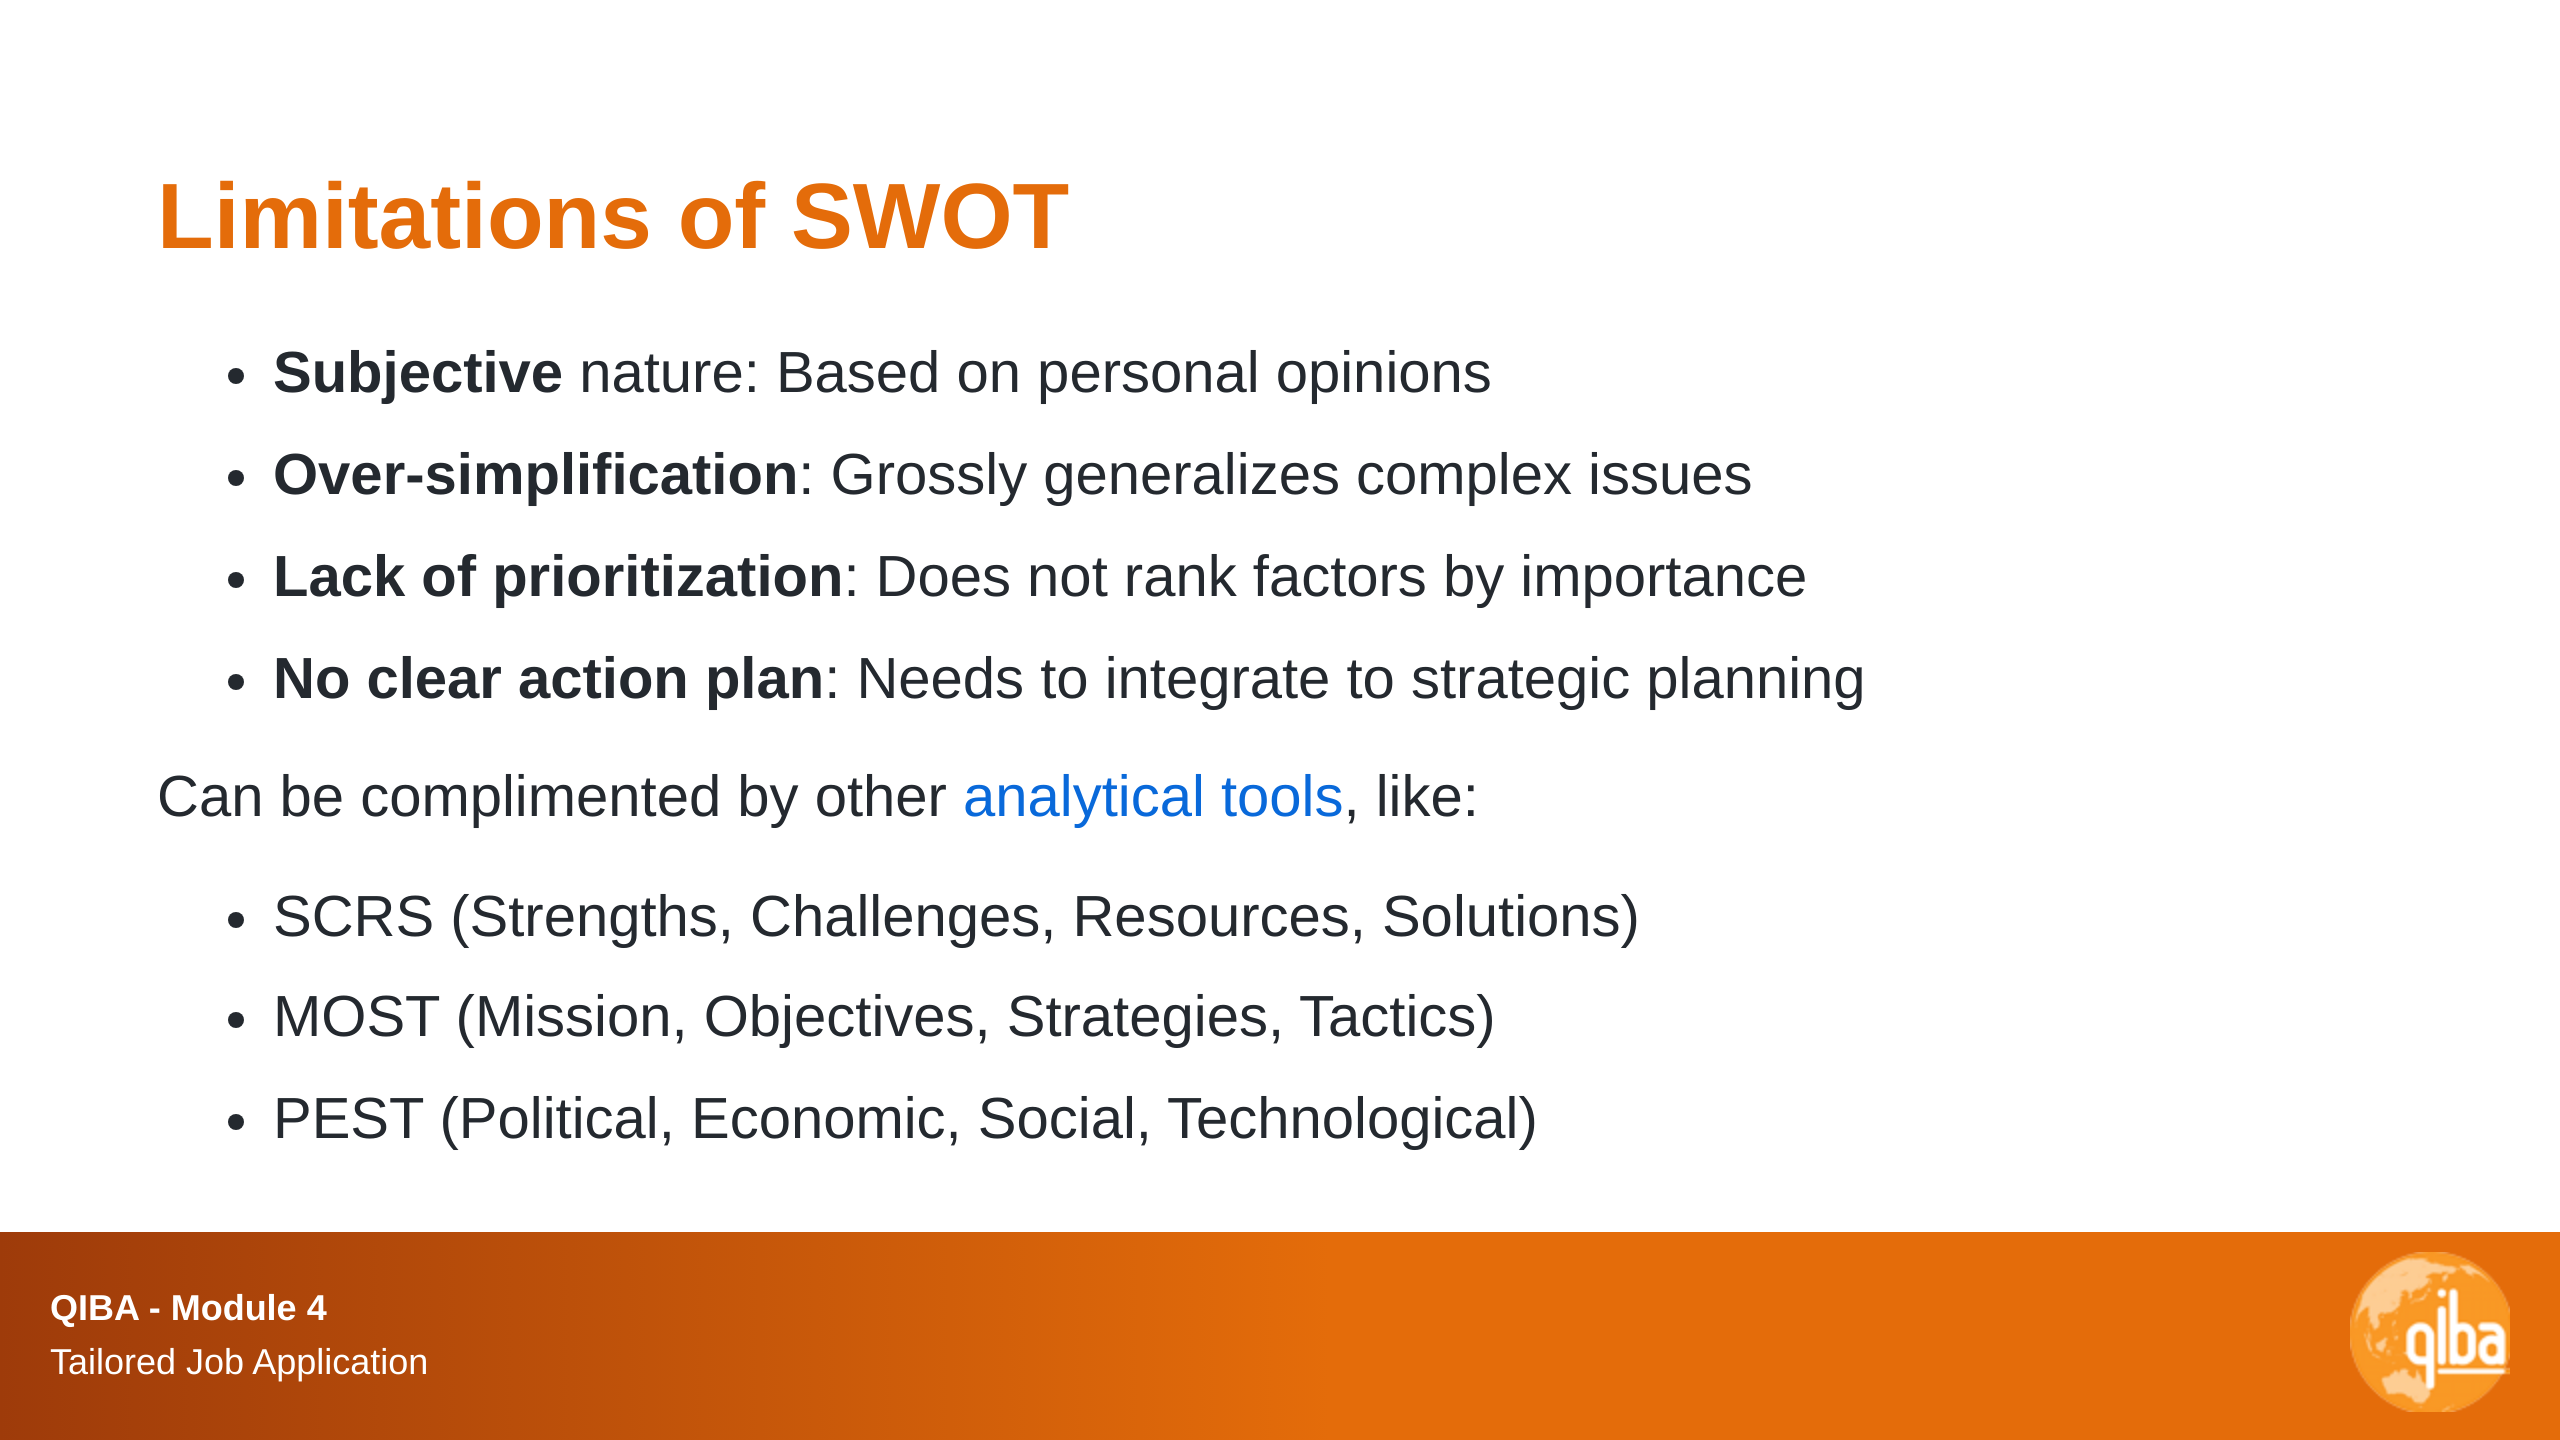 Limitations of SWOT
• Subjective nature: Based on personal opinions
• Over-simplification: Grossly generalizes complex issues
• Lack of prioritization: Does not rank factors by importance
• No clear action plan: Needs to integrate to strategic planning
Can be complimented by other analytical tools, like:
• SCRS (Strengths, Challenges, Resources, Solutions)
• MOST (Mission, Objectives, Strategies, Tactics)
• PEST (Political, Economic, Social, Technological)
QIBA - Module 4
Tailored Job Application
qiba